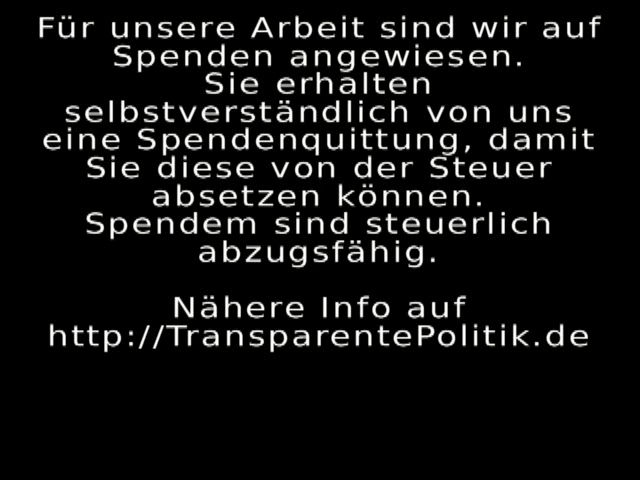 Für unsere Arbeit sind wir auf
Spenden angewiesen.
Sie erhalten
selbstverständlich von uns
eine Spendenquittung, damit
Sie diese von der Steuer
absetzen können.
Spendem sind steuerlich
abzugsfähig.
Nähere Info auf
http://TransparentePolitik.de